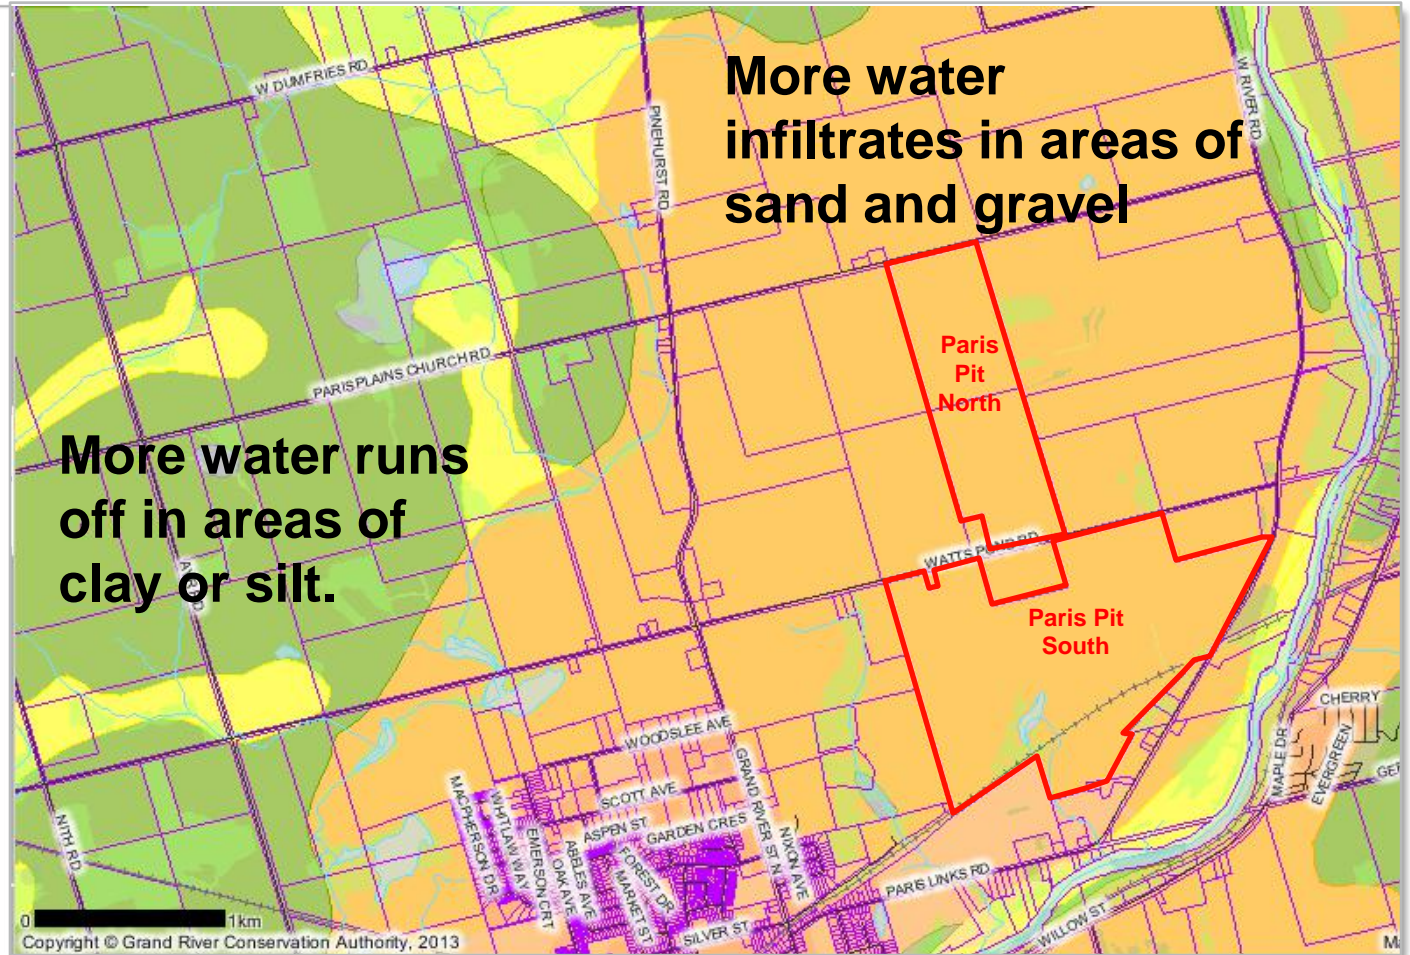 More water
infiltrates in areas of
sand and gravel
W DUMFRIES RD
PINEHURST RD
W RIVER RD
PARIS PLAINS CHURCH RD
Paris
Pit
North
More water runs
off in areas of
clay or silt.
WATTS POND RD
Paris Pit
South
NITH RD
WOODSLEE AVE
SCOTT AVE
ASPEN ST
GARDEN CRES
MACPHERSON DR
WHITLAW WAY
EMERSON CRT
ABELES AVE
OAK AVE
FOREST DR
MARKET ST
GRAND RIVER ST N
NIXON AVE
SILVER ST
PARIS LINKS RD
WILLOW ST
MAPLE DR
EVERGREEN
CHERRY
0 1km
Copyright © Grand River Conservation Authority, 2013